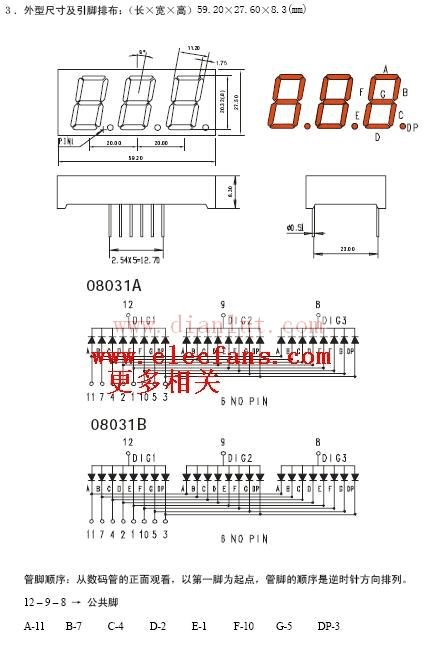 3．外型尺寸及引脚排布:（长×宽×高）59.20×27.60×8.3(mm)
8°
11.20
1.75
20.32(8)
27.60
PIN1
20.00 20.00
59.20
A
F G B
E C
D DP
8.30
2.54X5=12.70
Ø0.51
23.00
08031A
www.dianlut.com
12 9 8
DIG1 DIG2 DIG3
www.elecfans.com
A B C D E F G DP A B C D E F G DP A B C D E F G DP
更多相关
11 7 4 2 1 10 5 3
6 NO PIN
08031B
12 9 8
DIG1 DIG2 DIG3
A B C D E F G DP A B C D E F G DP A B C D E F G DP
11 7 4 2 1 10 5 3
6 NO PIN
管脚顺序: 从数码管的正面观看，以第一脚为起点，管脚的顺序是逆时针方向排列。
12–9–8 → 公共脚
A-11 B-7 C-4 D-2 E-1 F-10 G-5 DP-3